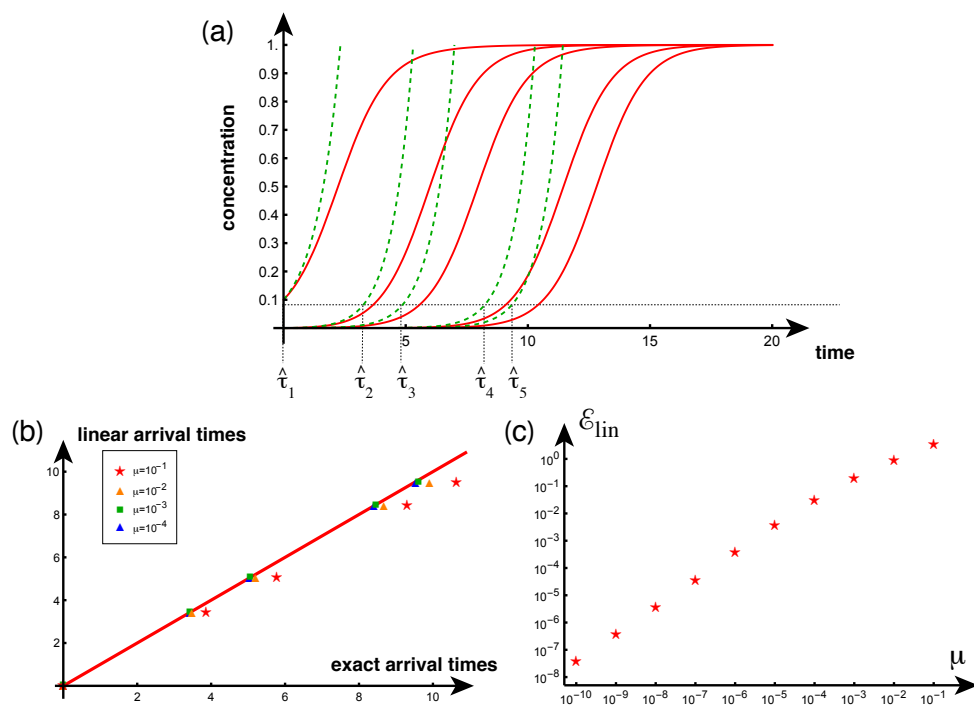 (a)
concentration
1.
0.9
0.8
0.7
0.6
0.5
0.4
0.3
0.2
0.1
5
10
15
20
time
τ̂₁
τ̂₂
τ̂₃
τ̂₄
τ̂₅
(b)
linear arrival times
μ=10⁻¹
μ=10⁻²
μ=10⁻³
μ=10⁻⁴
10
8
6
4
2
0
2
4
6
8
10
exact arrival times
(c)
ℰ_lin
10⁰
10⁻¹
10⁻²
10⁻³
10⁻⁴
10⁻⁵
10⁻⁶
10⁻⁷
10⁻⁸
10⁻¹⁰ 10⁻⁹ 10⁻⁸ 10⁻⁷ 10⁻⁶ 10⁻⁵ 10⁻⁴ 10⁻³ 10⁻² 10⁻¹
μ